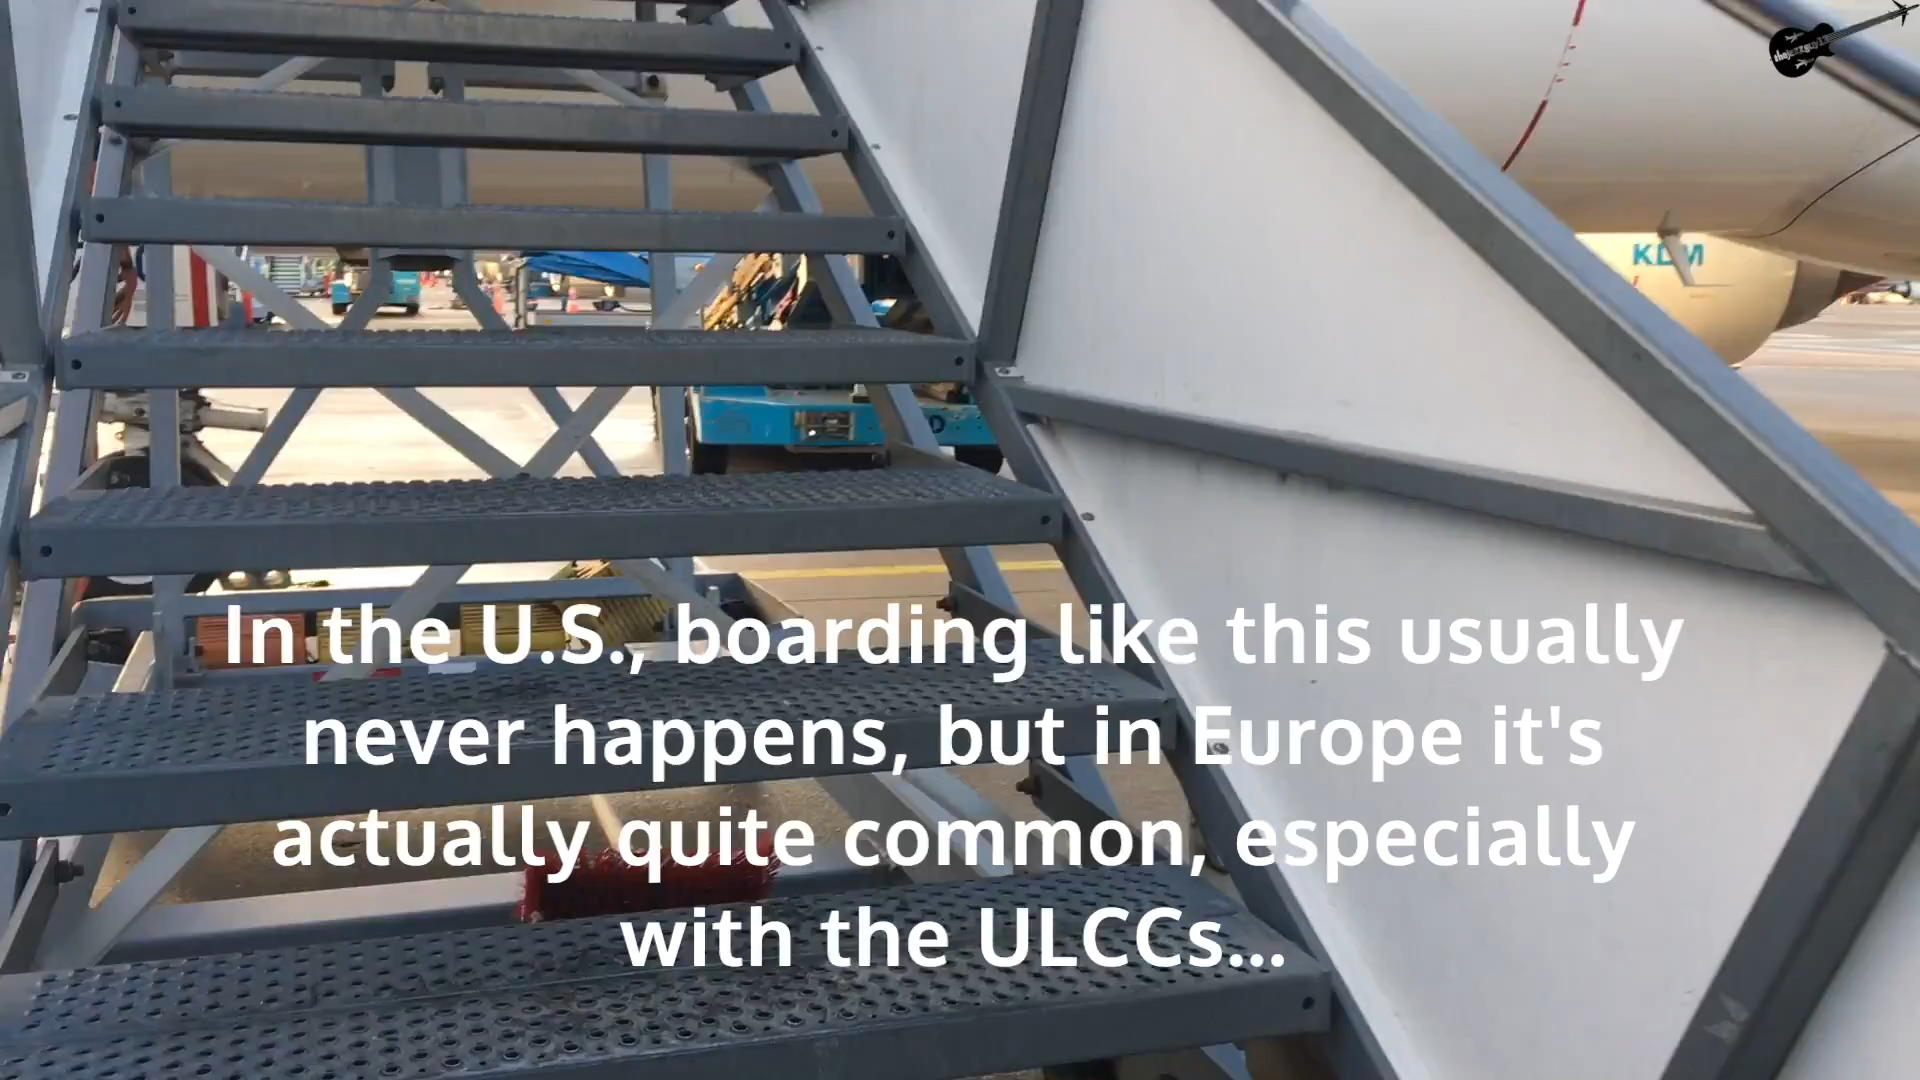 thejazzguy13
KLM
In the U.S., boarding like this usually
never happens, but in Europe it's
actually quite common, especially
with the ULCCs...